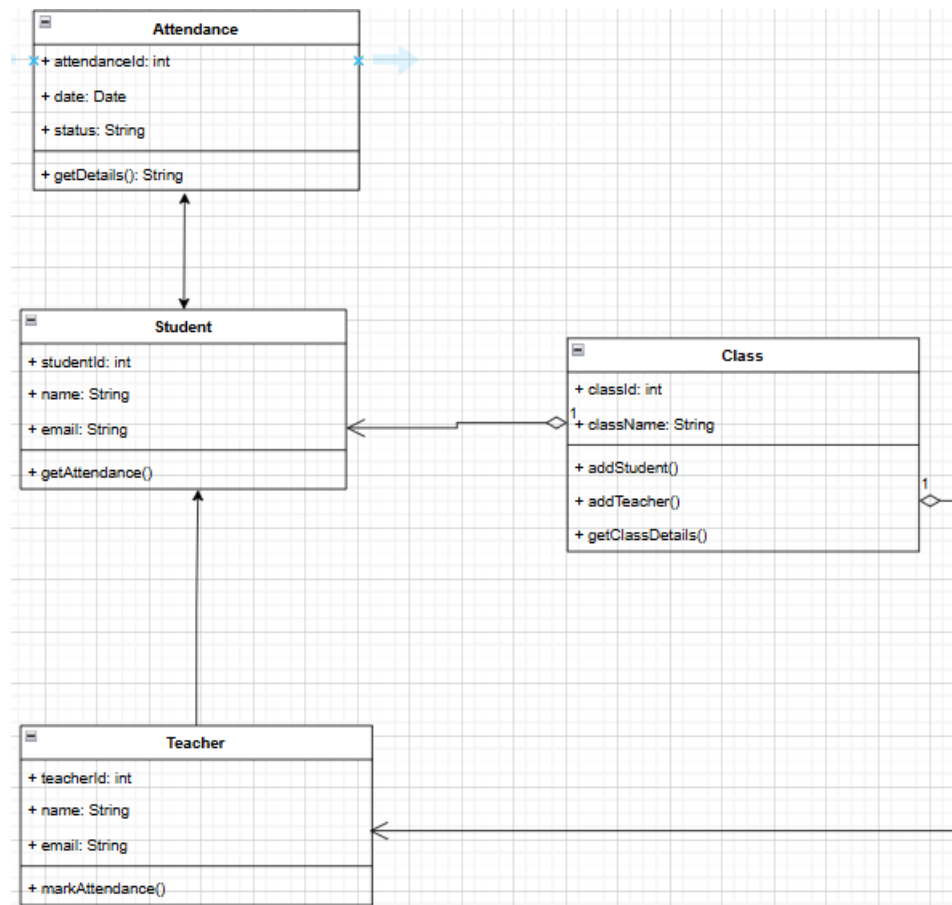 Attendance
+ attendanceId: int
+ date: Date
+ status: String
+ getDetails(): String
Student
+ studentId: int
+ name: String
+ email: String
+ getAttendance()
Class
+ classId: int
1
+ className: String
+ addStudent()
+ addTeacher()
+ getClassDetails()
1
Teacher
+ teacherId: int
+ name: String
+ email: String
+ markAttendance()